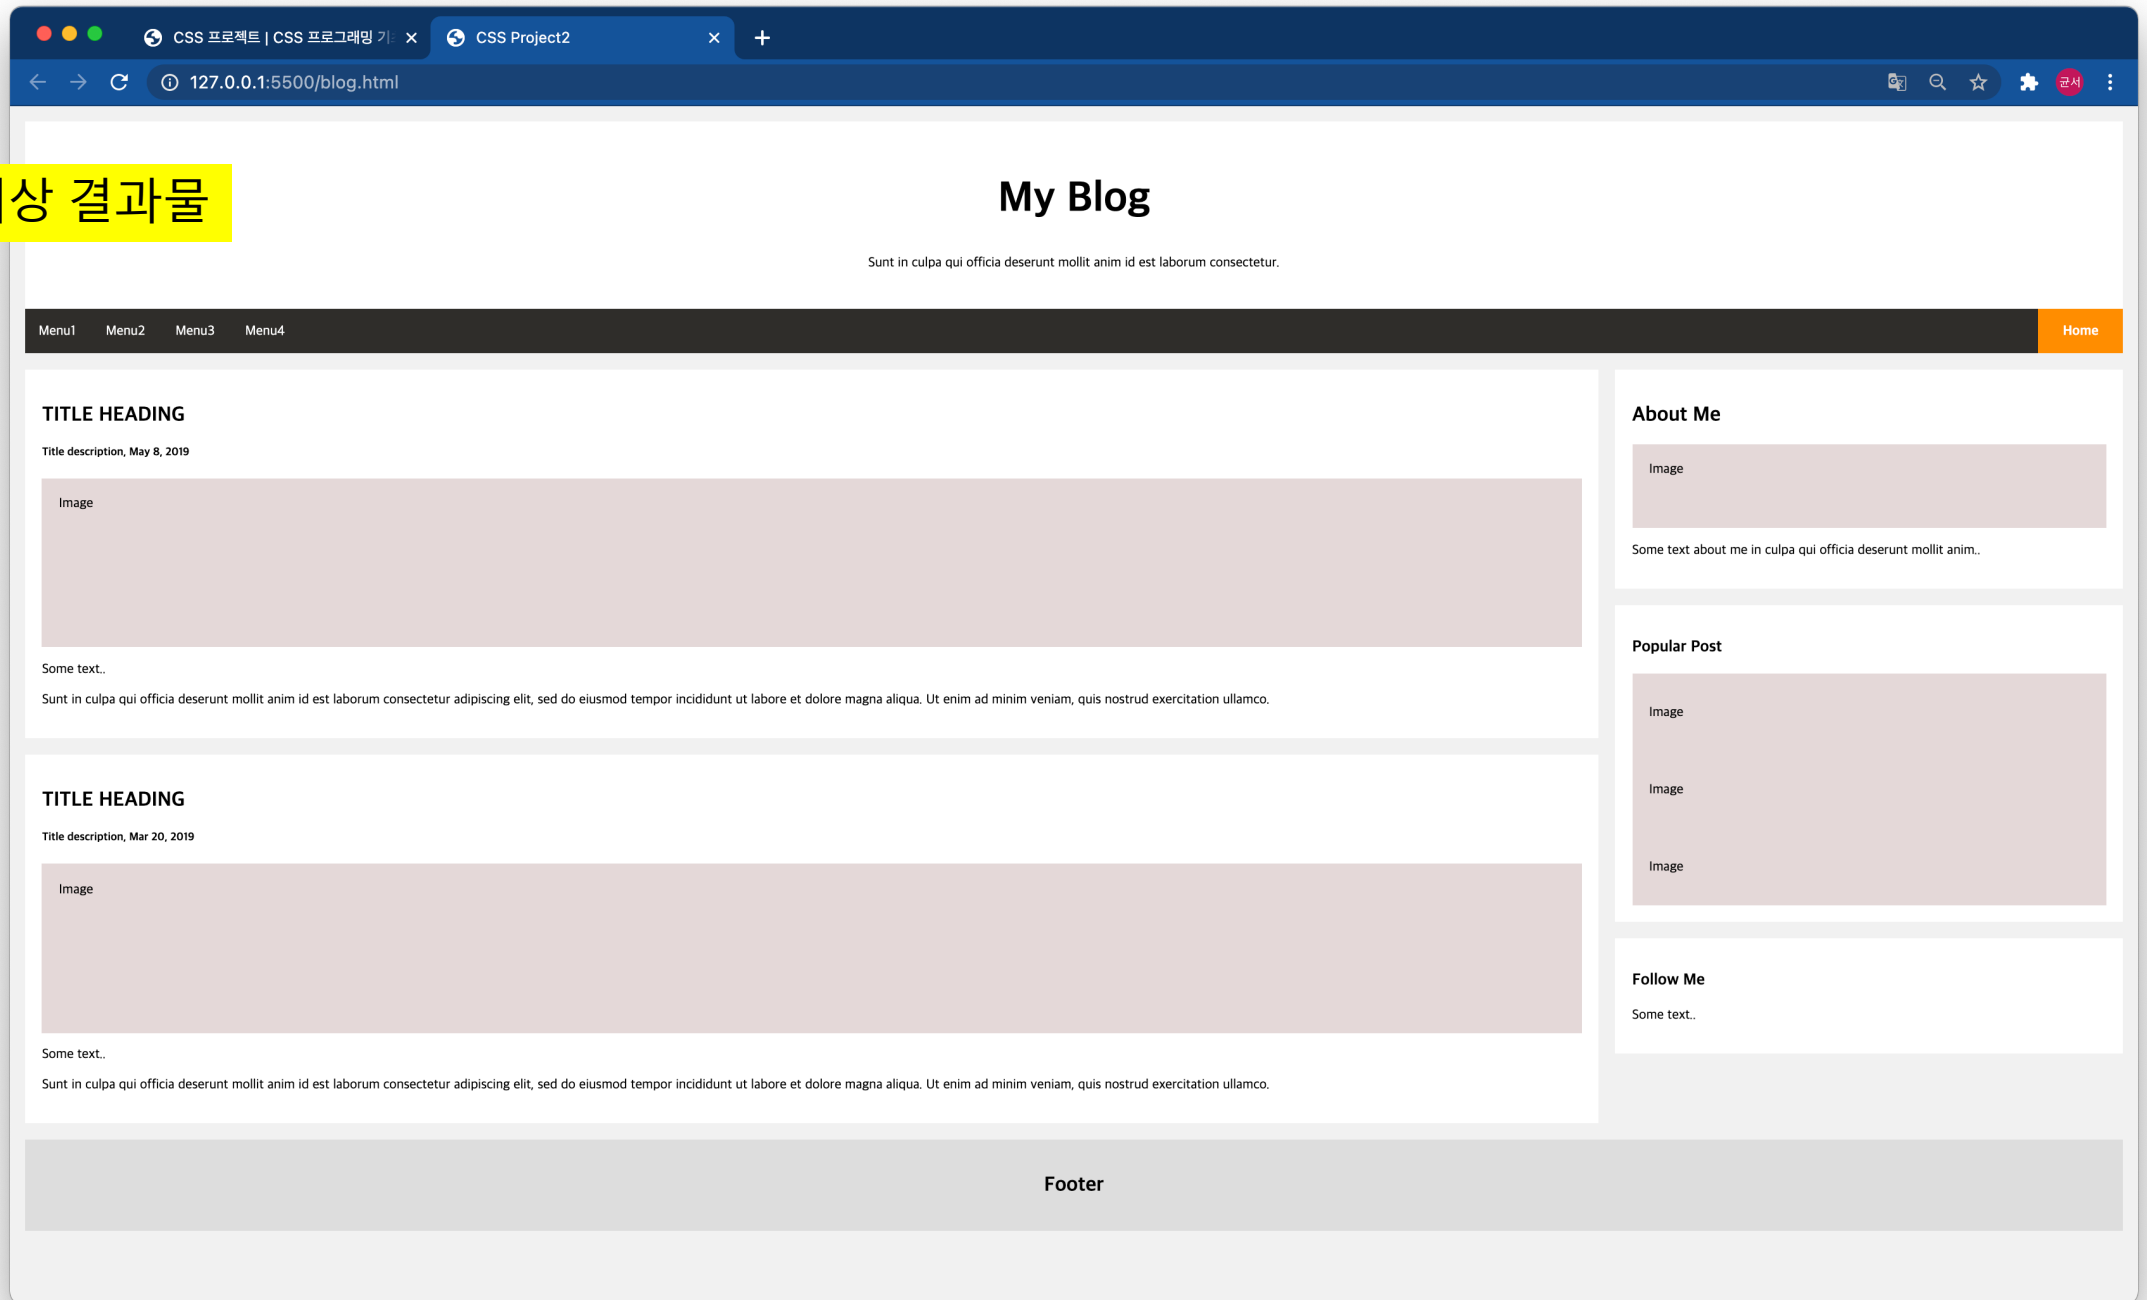 CSS 프로젝트 | CSS 프로그래밍
CSS Project2
127.0.0.1:5500/blog.html
균서
결과물
My Blog
Sunt in culpa qui officia deserunt mollit anim id est laborum consectetur.
Menu1 Menu2 Menu3 Menu4 Home
TITLE HEADING
Title description, May 8, 2019
Image
Some text..
Sunt in culpa qui officia deserunt mollit anim id est laborum consectetur adipiscing elit, sed do eiusmod tempor incididunt ut labore et dolore magna aliqua. Ut enim ad minim veniam, quis nostrud exercitation ullamco.
TITLE HEADING
Title description, Mar 20, 2019
Image
Some text..
Sunt in culpa qui officia deserunt mollit anim id est laborum consectetur adipiscing elit, sed do eiusmod tempor incididunt ut labore et dolore magna aliqua. Ut enim ad minim veniam, quis nostrud exercitation ullamco.
About Me
Image
Some text about me in culpa qui officia deserunt mollit anim..
Popular Post
Image
Image
Image
Follow Me
Some text..
Footer